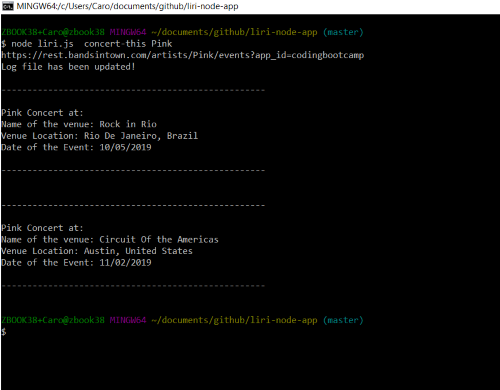 MINGW64:/c/Users/Caro/documents/github/liri-node-app
ZBOOK38+Caro@zbook38 MINGW64 ~/documents/github/liri-node-app (master)
$ node liri.js  concert-this Pink
https://rest.bandsintown.com/artists/Pink/events?app_id=codingbootcamp
Log file has been updated!
--------------------------------------------------
Pink Concert at:
Name of the venue: Rock in Rio
Venue Location: Rio De Janeiro, Brazil
Date of the Event: 10/05/2019
--------------------------------------------------
--------------------------------------------------
Pink Concert at:
Name of the venue: Circuit Of the Americas
Venue Location: Austin, United States
Date of the Event: 11/02/2019
--------------------------------------------------
ZBOOK38+Caro@zbook38 MINGW64 ~/documents/github/liri-node-app (master)
$